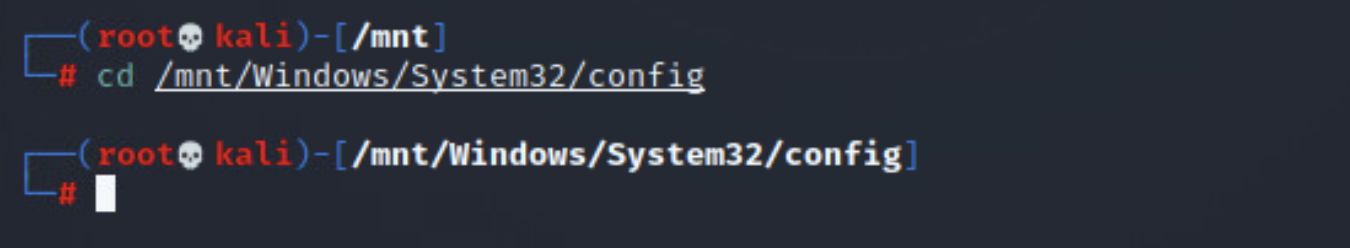 ┌──(root💀kali)-[/mnt]
└─# cd /mnt/Windows/System32/config
┌──(root💀kali)-[/mnt/Windows/System32/config]
└─#